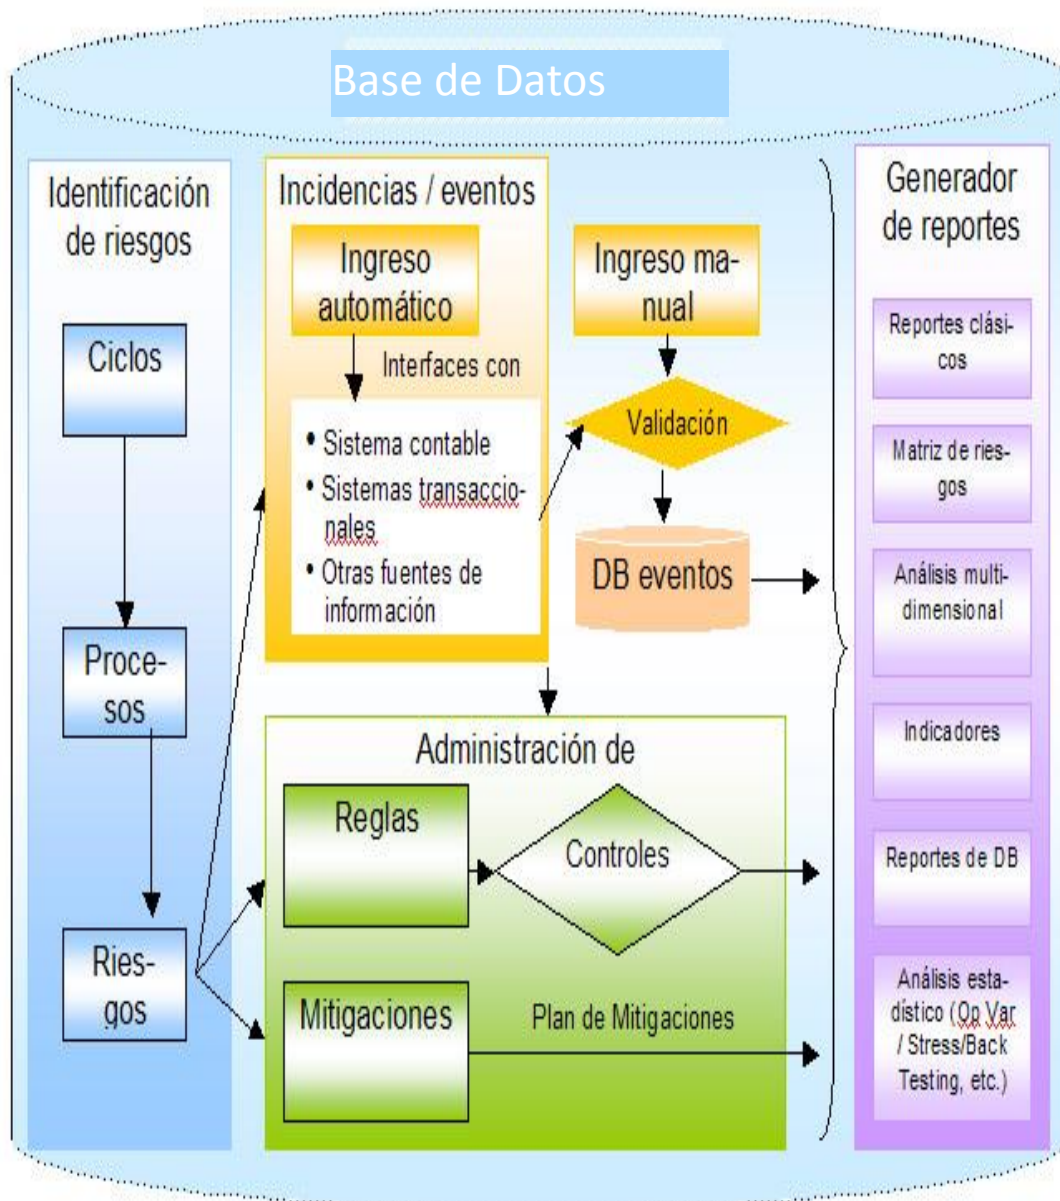 Base de Datos
Identificación
de riesgos
Ciclos
Proce-
sos
Ries-
gos
Incidencias / eventos
Ingreso
automático
Interfaces con
• Sistema contable
• Sistemas transaccio-
nales
• Otras fuentes de
información
Ingreso ma-
nual
Validación
DB eventos
Administración de
Reglas
Controles
Mitigaciones
Plan de Mitigaciones
Generador
de reportes
Reportes clási-
cos
Matriz de ries-
gos
Análisis multi-
dimensional
Indicadores
Reportes de DB
Análisis esta-
dístico (Op Var
/ Stress/Back
Testing, etc.)